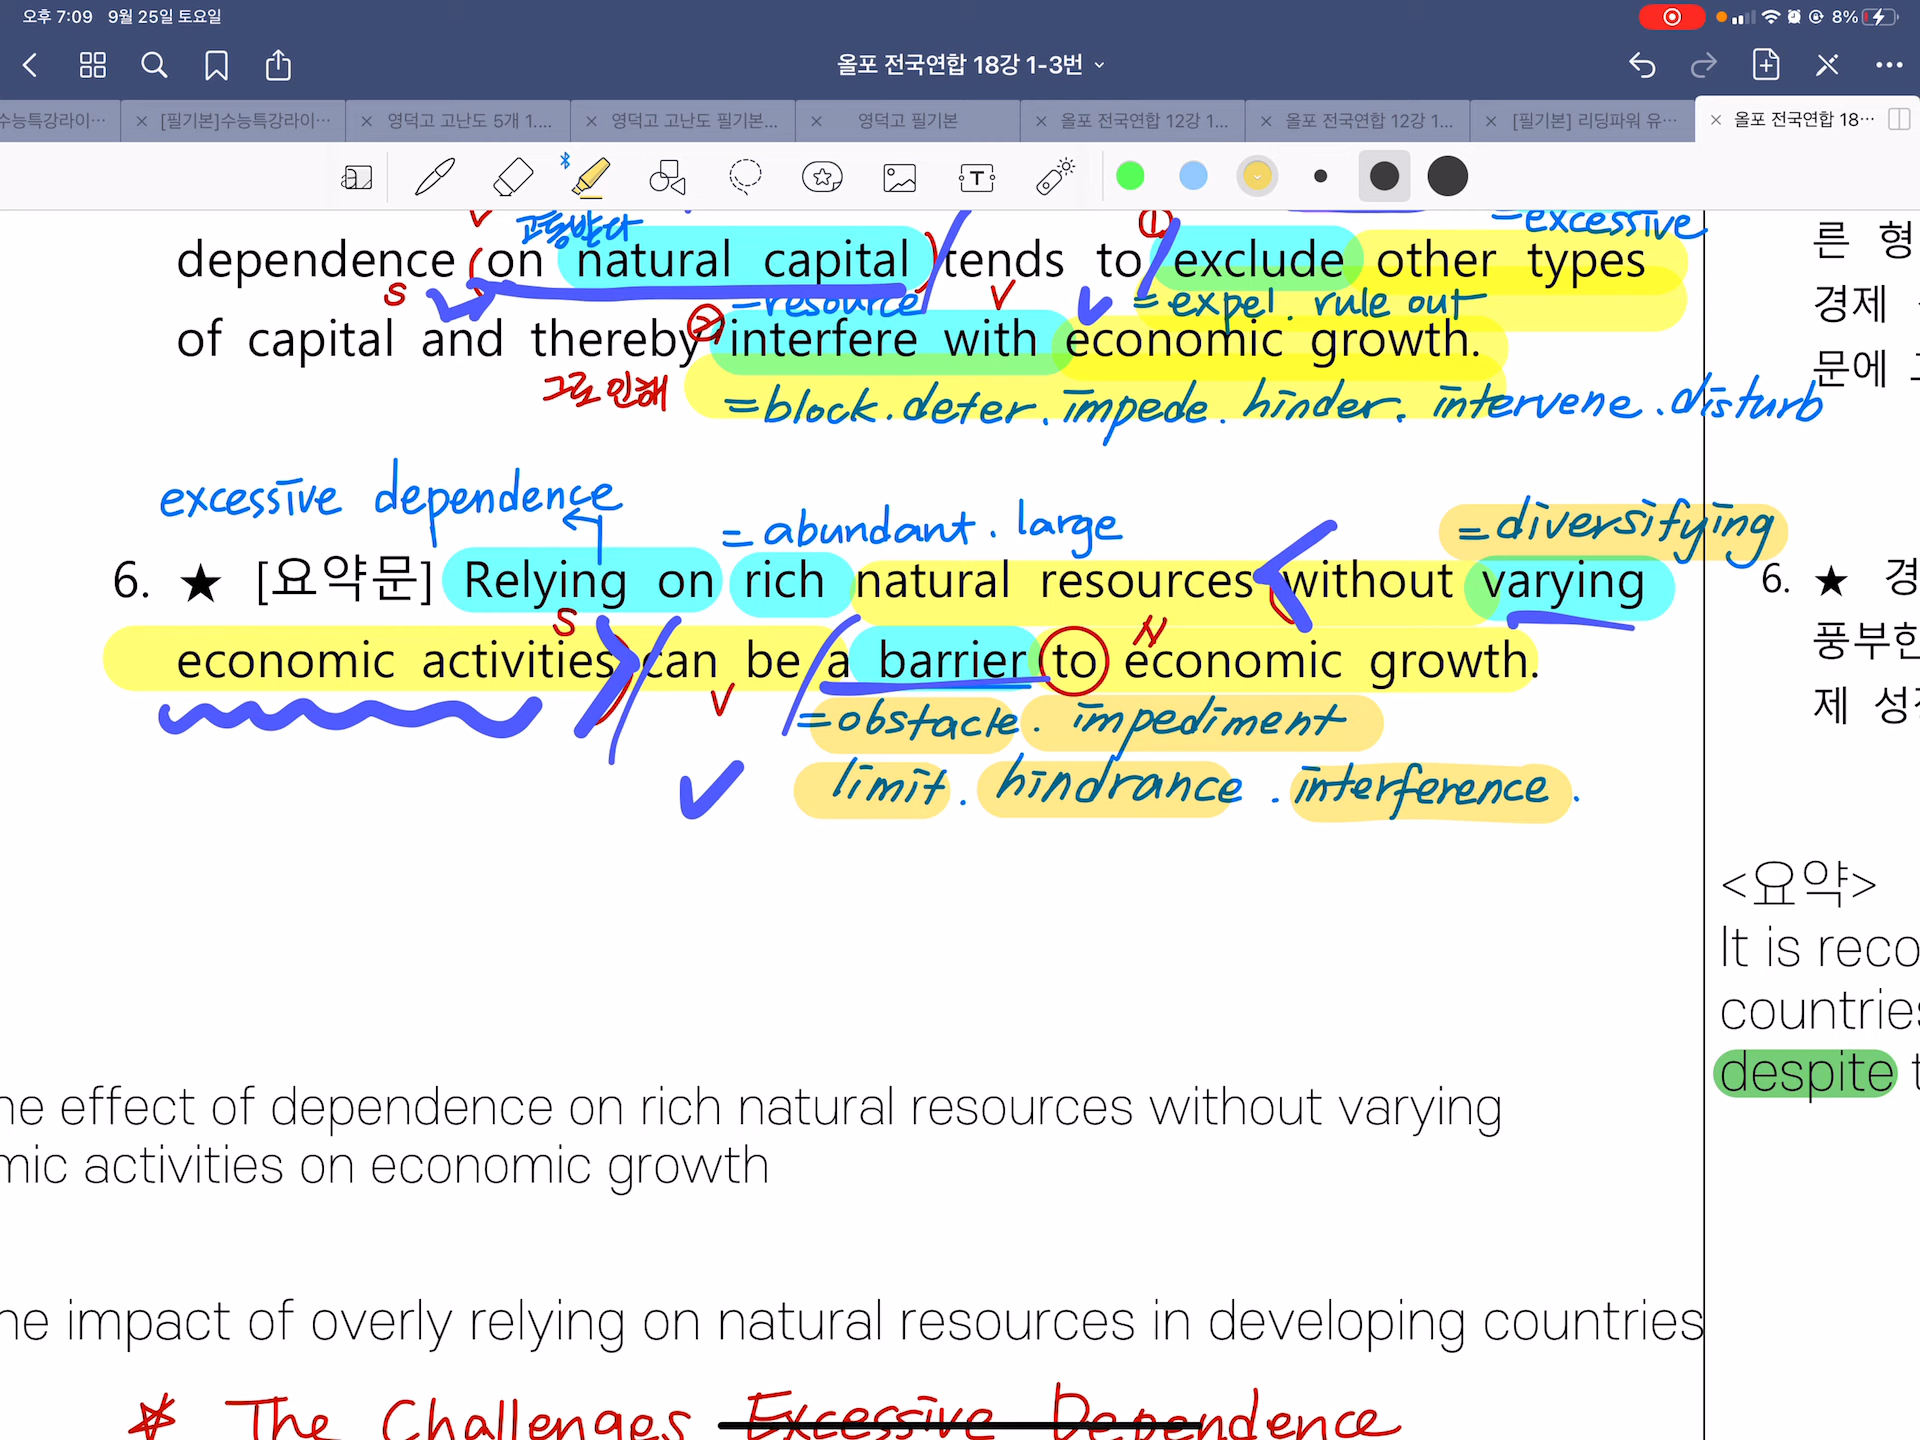 오후 7:09 9월 25일 토요일
8%
올포 전국연합 18강 1-3번
수능특강라이… × [필기본]수능특강라이… × 영덕고 고난도 5개 1.… × 영덕고 고난도 필기본… × 영덕고 필기본 × 올포 전국연합 12강 1… × 올포 전국연합 12강 1… × [필기본] 리딩파워 유… × 올포 전국연합 18…
고통받다
① =excessive
dependence (on natural capital) / tends to / exclude other types
S =resource V = expel. rule out
of capital and thereby ② interfere with economic growth.
그로 인해 =block. deter. impede. hinder. intervene. disturb
excessive dependence
= abundant. large
=diversifying
6. ★ [요약문] Relying on rich natural resources < (without varying
S N
economic activities) > / can be / a barrier to economic growth.
V =obstacle. impediment
limit. hindrance. interference.
he effect of dependence on rich natural resources without varying
mic activities on economic growth
he impact of overly relying on natural resources in developing countries
☆ The Challenges Excessive Dependence
른 형
경제
문에
6. ★ 경
풍부한
제 성장
<요약>
It is reco
countries
despite t